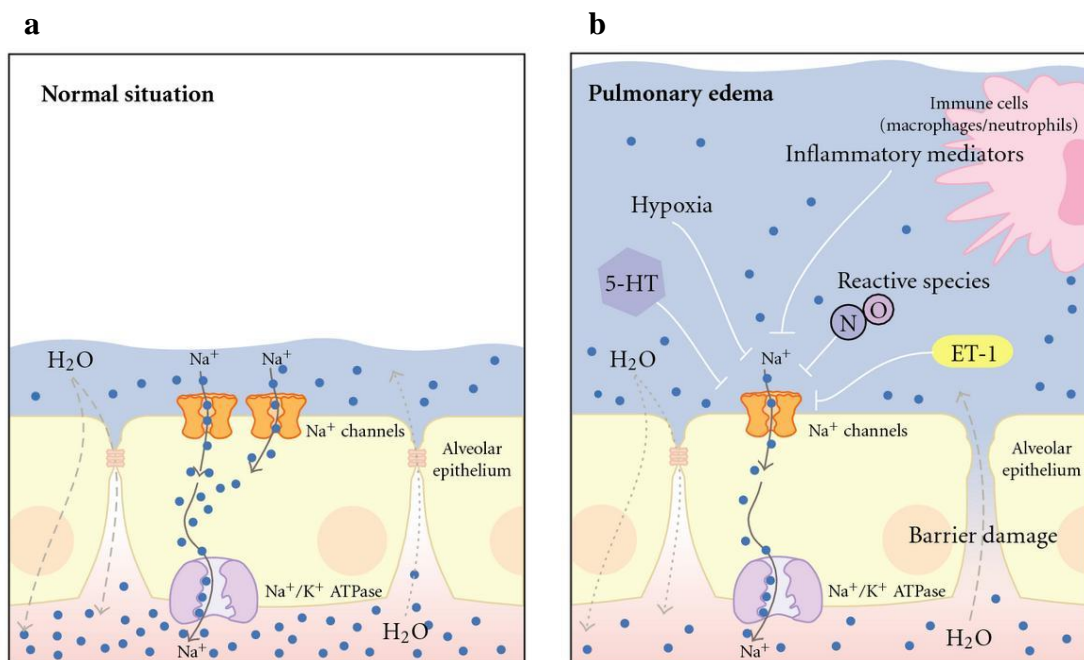 a
Normal situation
H₂O
Na⁺
Na⁺
Na⁺ channels
Alveolar
epithelium
Na⁺/K⁺ ATPase
H₂O
Na⁺
b
Pulmonary edema
Immune cells
(macrophages/neutrophils)
Inflammatory mediators
Hypoxia
5-HT
Reactive species
N O
H₂O
Na⁺
ET-1
Na⁺ channels
Alveolar
epithelium
Barrier damage
Na⁺/K⁺ ATPase
H₂O
Na⁺